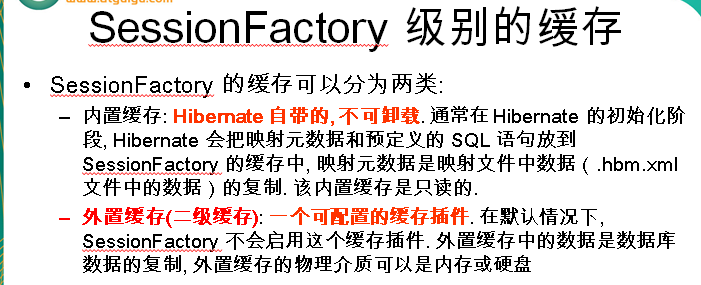 www.atguigu.com
SessionFactory 级别的缓存
• SessionFactory 的缓存可以分为两类:
– 内置缓存: Hibernate 自带的, 不可卸载. 通常在 Hibernate 的初始化阶
段, Hibernate 会把映射元数据和预定义的 SQL 语句放到
SessionFactory 的缓存中, 映射元数据是映射文件中数据（.hbm.xml
文件中的数据）的复制. 该内置缓存是只读的.
– 外置缓存(二级缓存): 一个可配置的缓存插件. 在默认情况下,
SessionFactory 不会启用这个缓存插件. 外置缓存中的数据是数据库
数据的复制, 外置缓存的物理介质可以是内存或硬盘